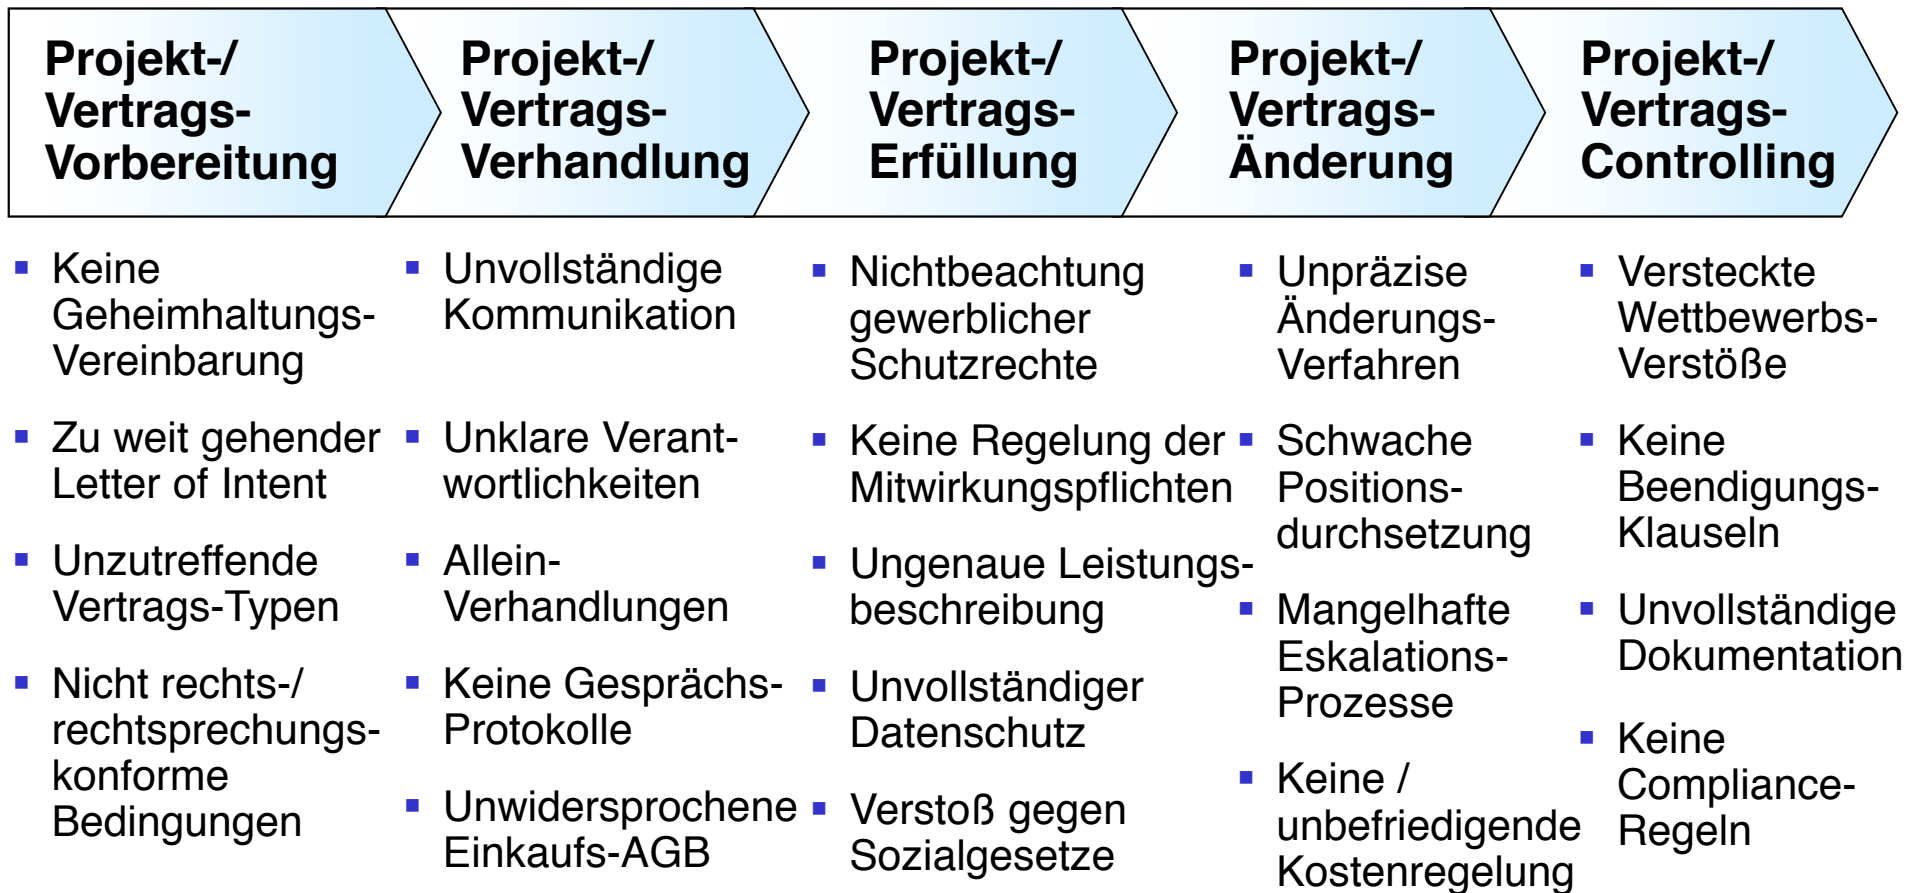 Projekt-/
Vertrags-
Vorbereitung
Projekt-/
Vertrags-
Verhandlung
Projekt-/
Vertrags-
Erfüllung
Projekt-/
Vertrags-
Änderung
Projekt-/
Vertrags-
Controlling
▪ Keine
Geheimhaltungs-
Vereinbarung
▪ Zu weit gehender
Letter of Intent
▪ Unzutreffende
Vertrags-Typen
▪ Nicht rechts-/
rechtsprechungs-
konforme
Bedingungen
▪ Unvollständige
Kommunikation
▪ Unklare Verant-
wortlichkeiten
▪ Allein-
Verhandlungen
▪ Keine Gesprächs-
Protokolle
▪ Unwidersprochene
Einkaufs-AGB
▪ Nichtbeachtung
gewerblicher
Schutzrechte
▪ Keine Regelung der
Mitwirkungspflichten
▪ Ungenaue Leistungs-
beschreibung
▪ Unvollständiger
Datenschutz
▪ Verstoß gegen
Sozialgesetze
▪ Unpräzise
Änderungs-
Verfahren
▪ Schwache
Positions-
durchsetzung
▪ Mangelhafte
Eskalations-
Prozesse
▪ Keine /
unbefriedigende
Kostenregelung
▪ Versteckte
Wettbewerbs-
Verstöße
▪ Keine
Beendigungs-
Klauseln
▪ Unvollständige
Dokumentation
▪ Keine
Compliance-
Regeln